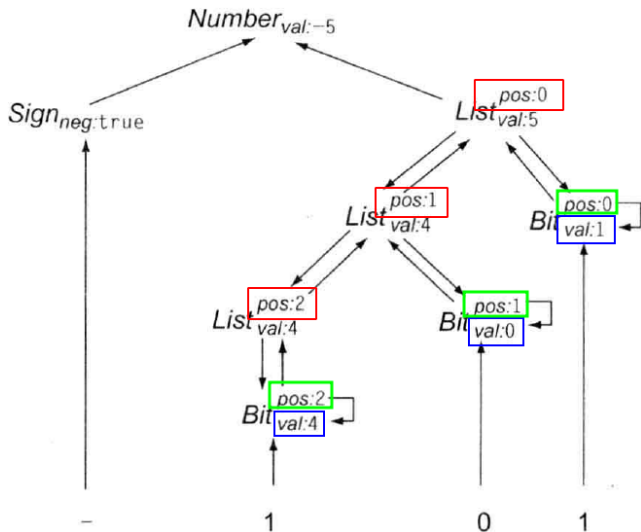 Number val:-5
Sign neg:true
List pos:0 val:5
List pos:1 val:4
Bit pos:0 val:1
List pos:2 val:4
Bit pos:1 val:0
Bit pos:2 val:4
- 1 0 1